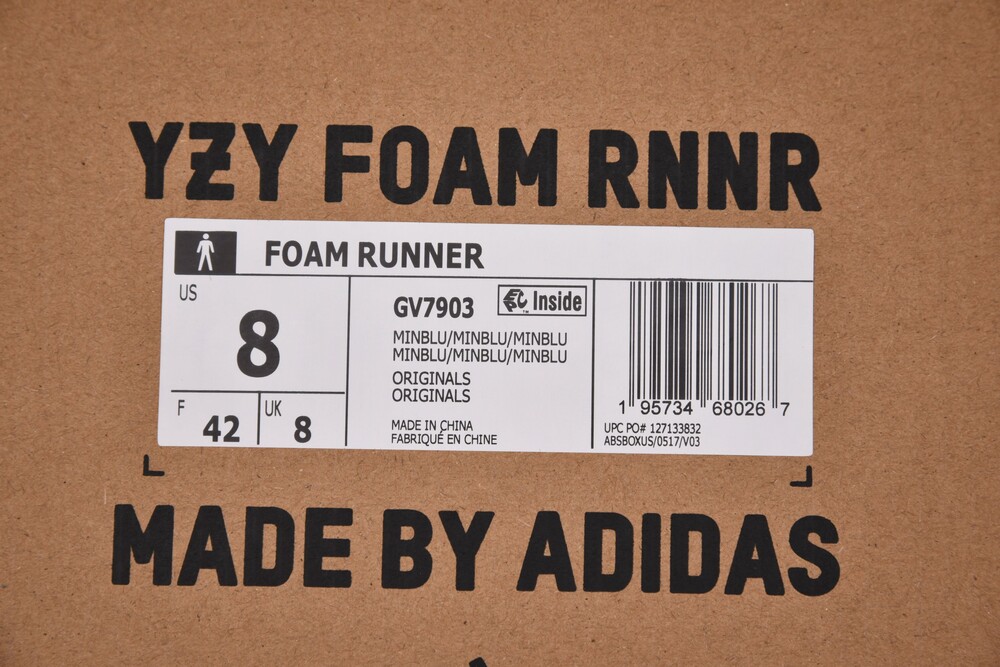 YZY FOAM RNNR
FOAM RUNNER
US
8
F
42
UK
8
GV7903
Inside
TM
MINBLU/MINBLU/MINBLU
MINBLU/MINBLU/MINBLU
ORIGINALS
ORIGINALS
MADE IN CHINA
FABRIQUÉ EN CHINE
1 95734 68026 7
UPC PO# 127133832
ABSBOXUS/0517/V03
MADE BY ADIDAS